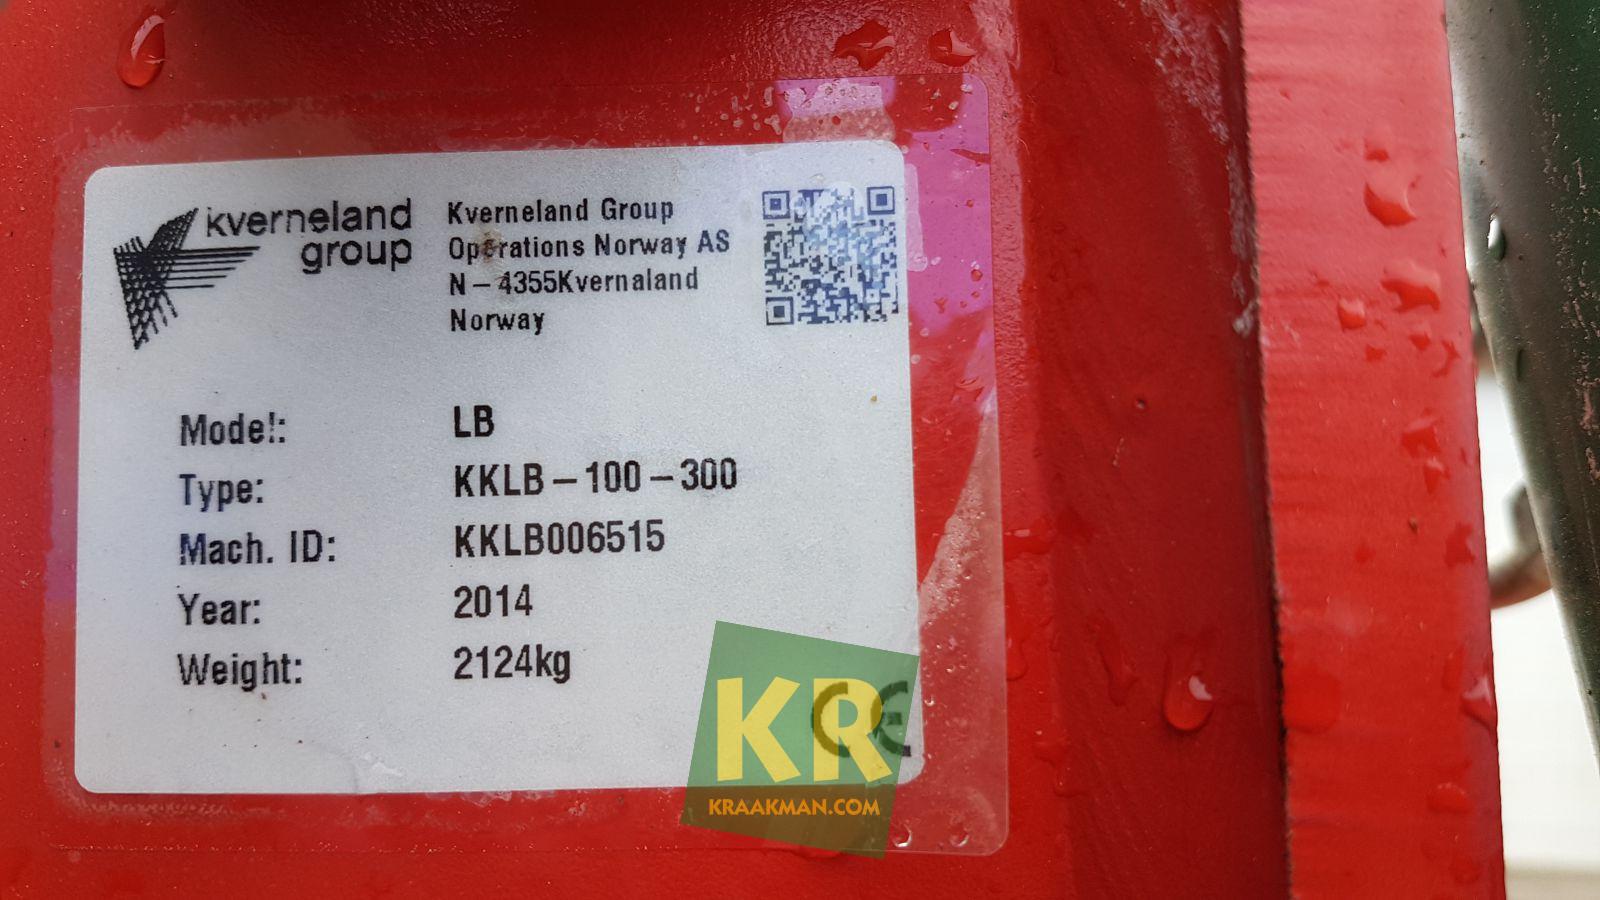 kverneland
group
Kverneland Group
Operations Norway AS
N - 4355Kvernaland
Norway
Model: LB
Type: KKLB - 100 - 300
Mach. ID: KKLB006515
Year: 2014
Weight: 2124kg
CE
KR
KRAAKMAN.COM